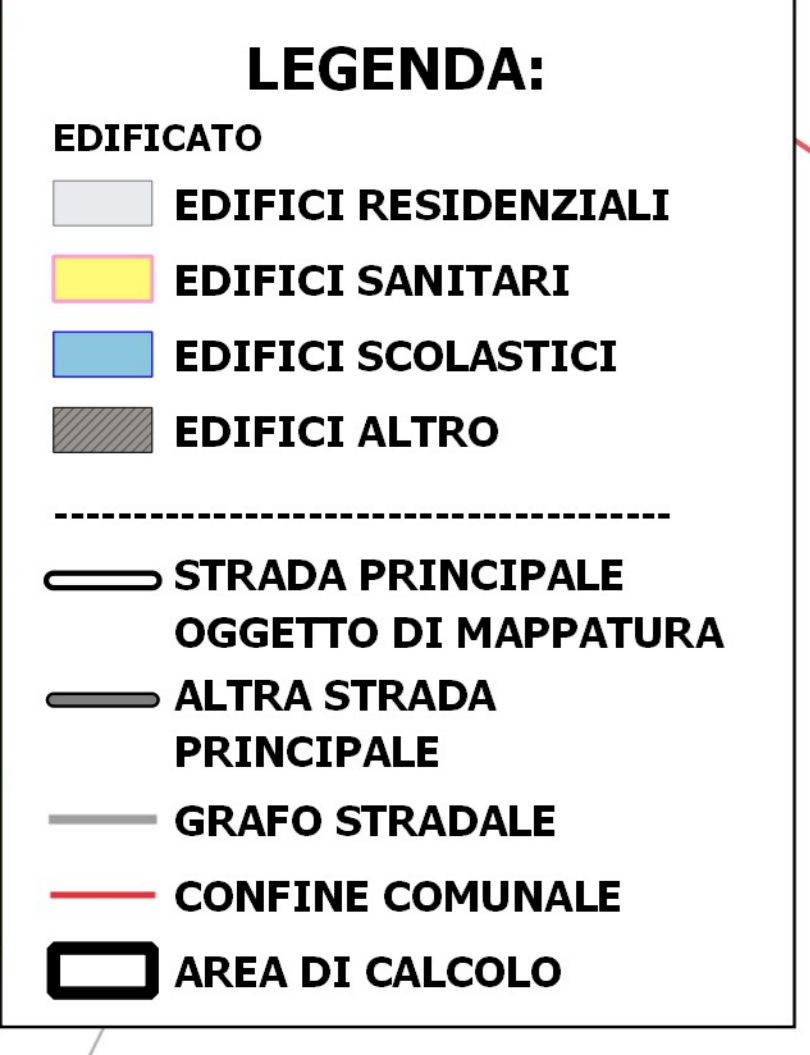 LEGENDA:
EDIFICATO
EDIFICI RESIDENZIALI
EDIFICI SANITARI
EDIFICI SCOLASTICI
EDIFICI ALTRO
---------------------------------------
STRADA PRINCIPALE
OGGETTO DI MAPPATURA
ALTRA STRADA
PRINCIPALE
GRAFO STRADALE
CONFINE COMUNALE
AREA DI CALCOLO